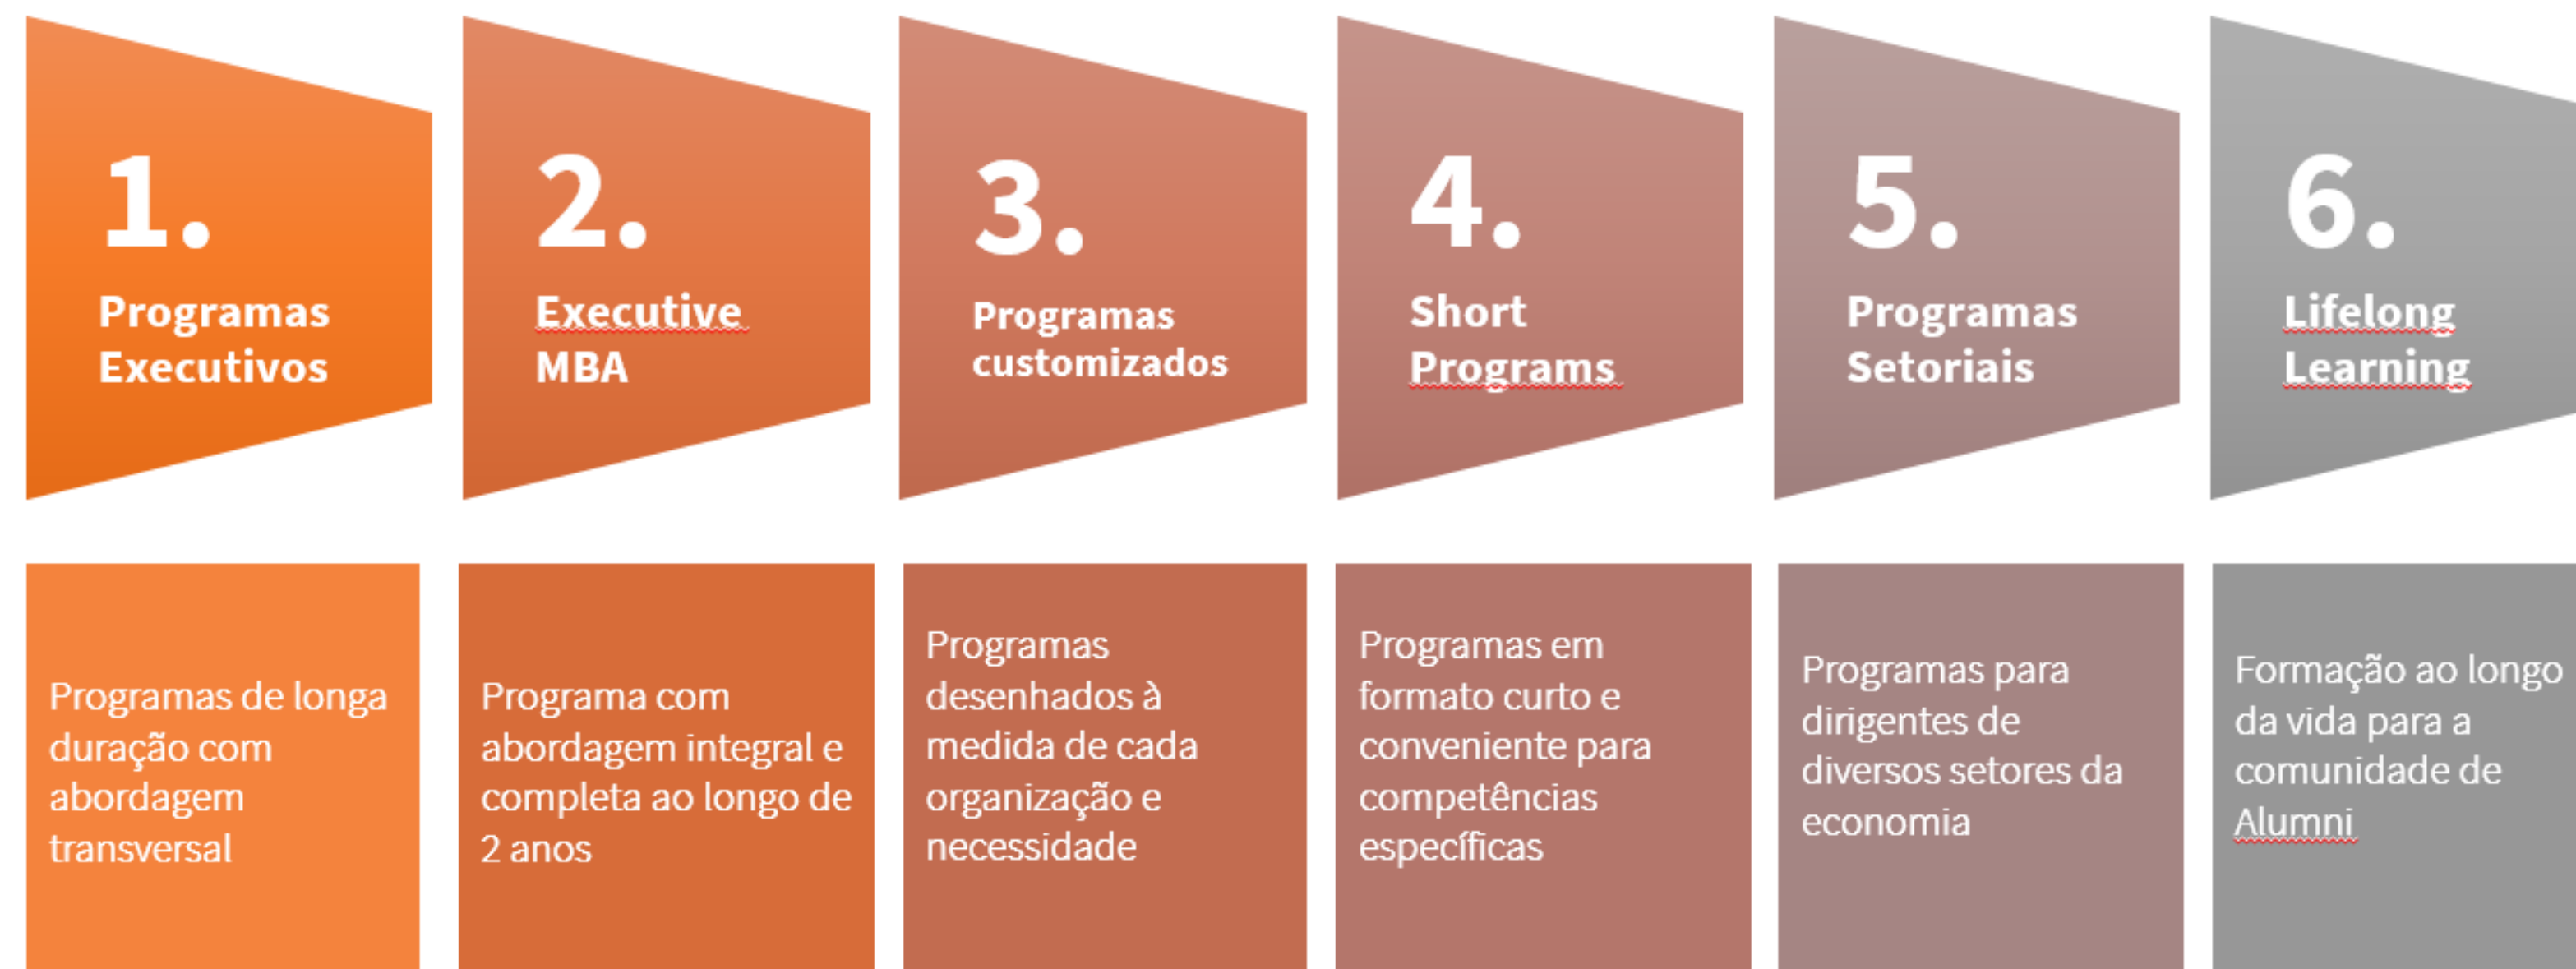 1.
Programas
Executivos
2.
Executive
MBA
3.
Programas
customizados
4.
Short
Programs
5.
Programas
Setoriais
6.
Lifelong
Learning
Programas de longa
duração com
abordagem
transversal
Programa com
abordagem integral e
completa ao longo de
2 anos
Programas
desenhados à
medida de cada
organização e
necessidade
Programas em
formato curto e
conveniente para
competências
específicas
Programas para
dirigentes de
diversos setores da
economia
Formação ao longo
da vida para a
comunidade de
Alumni